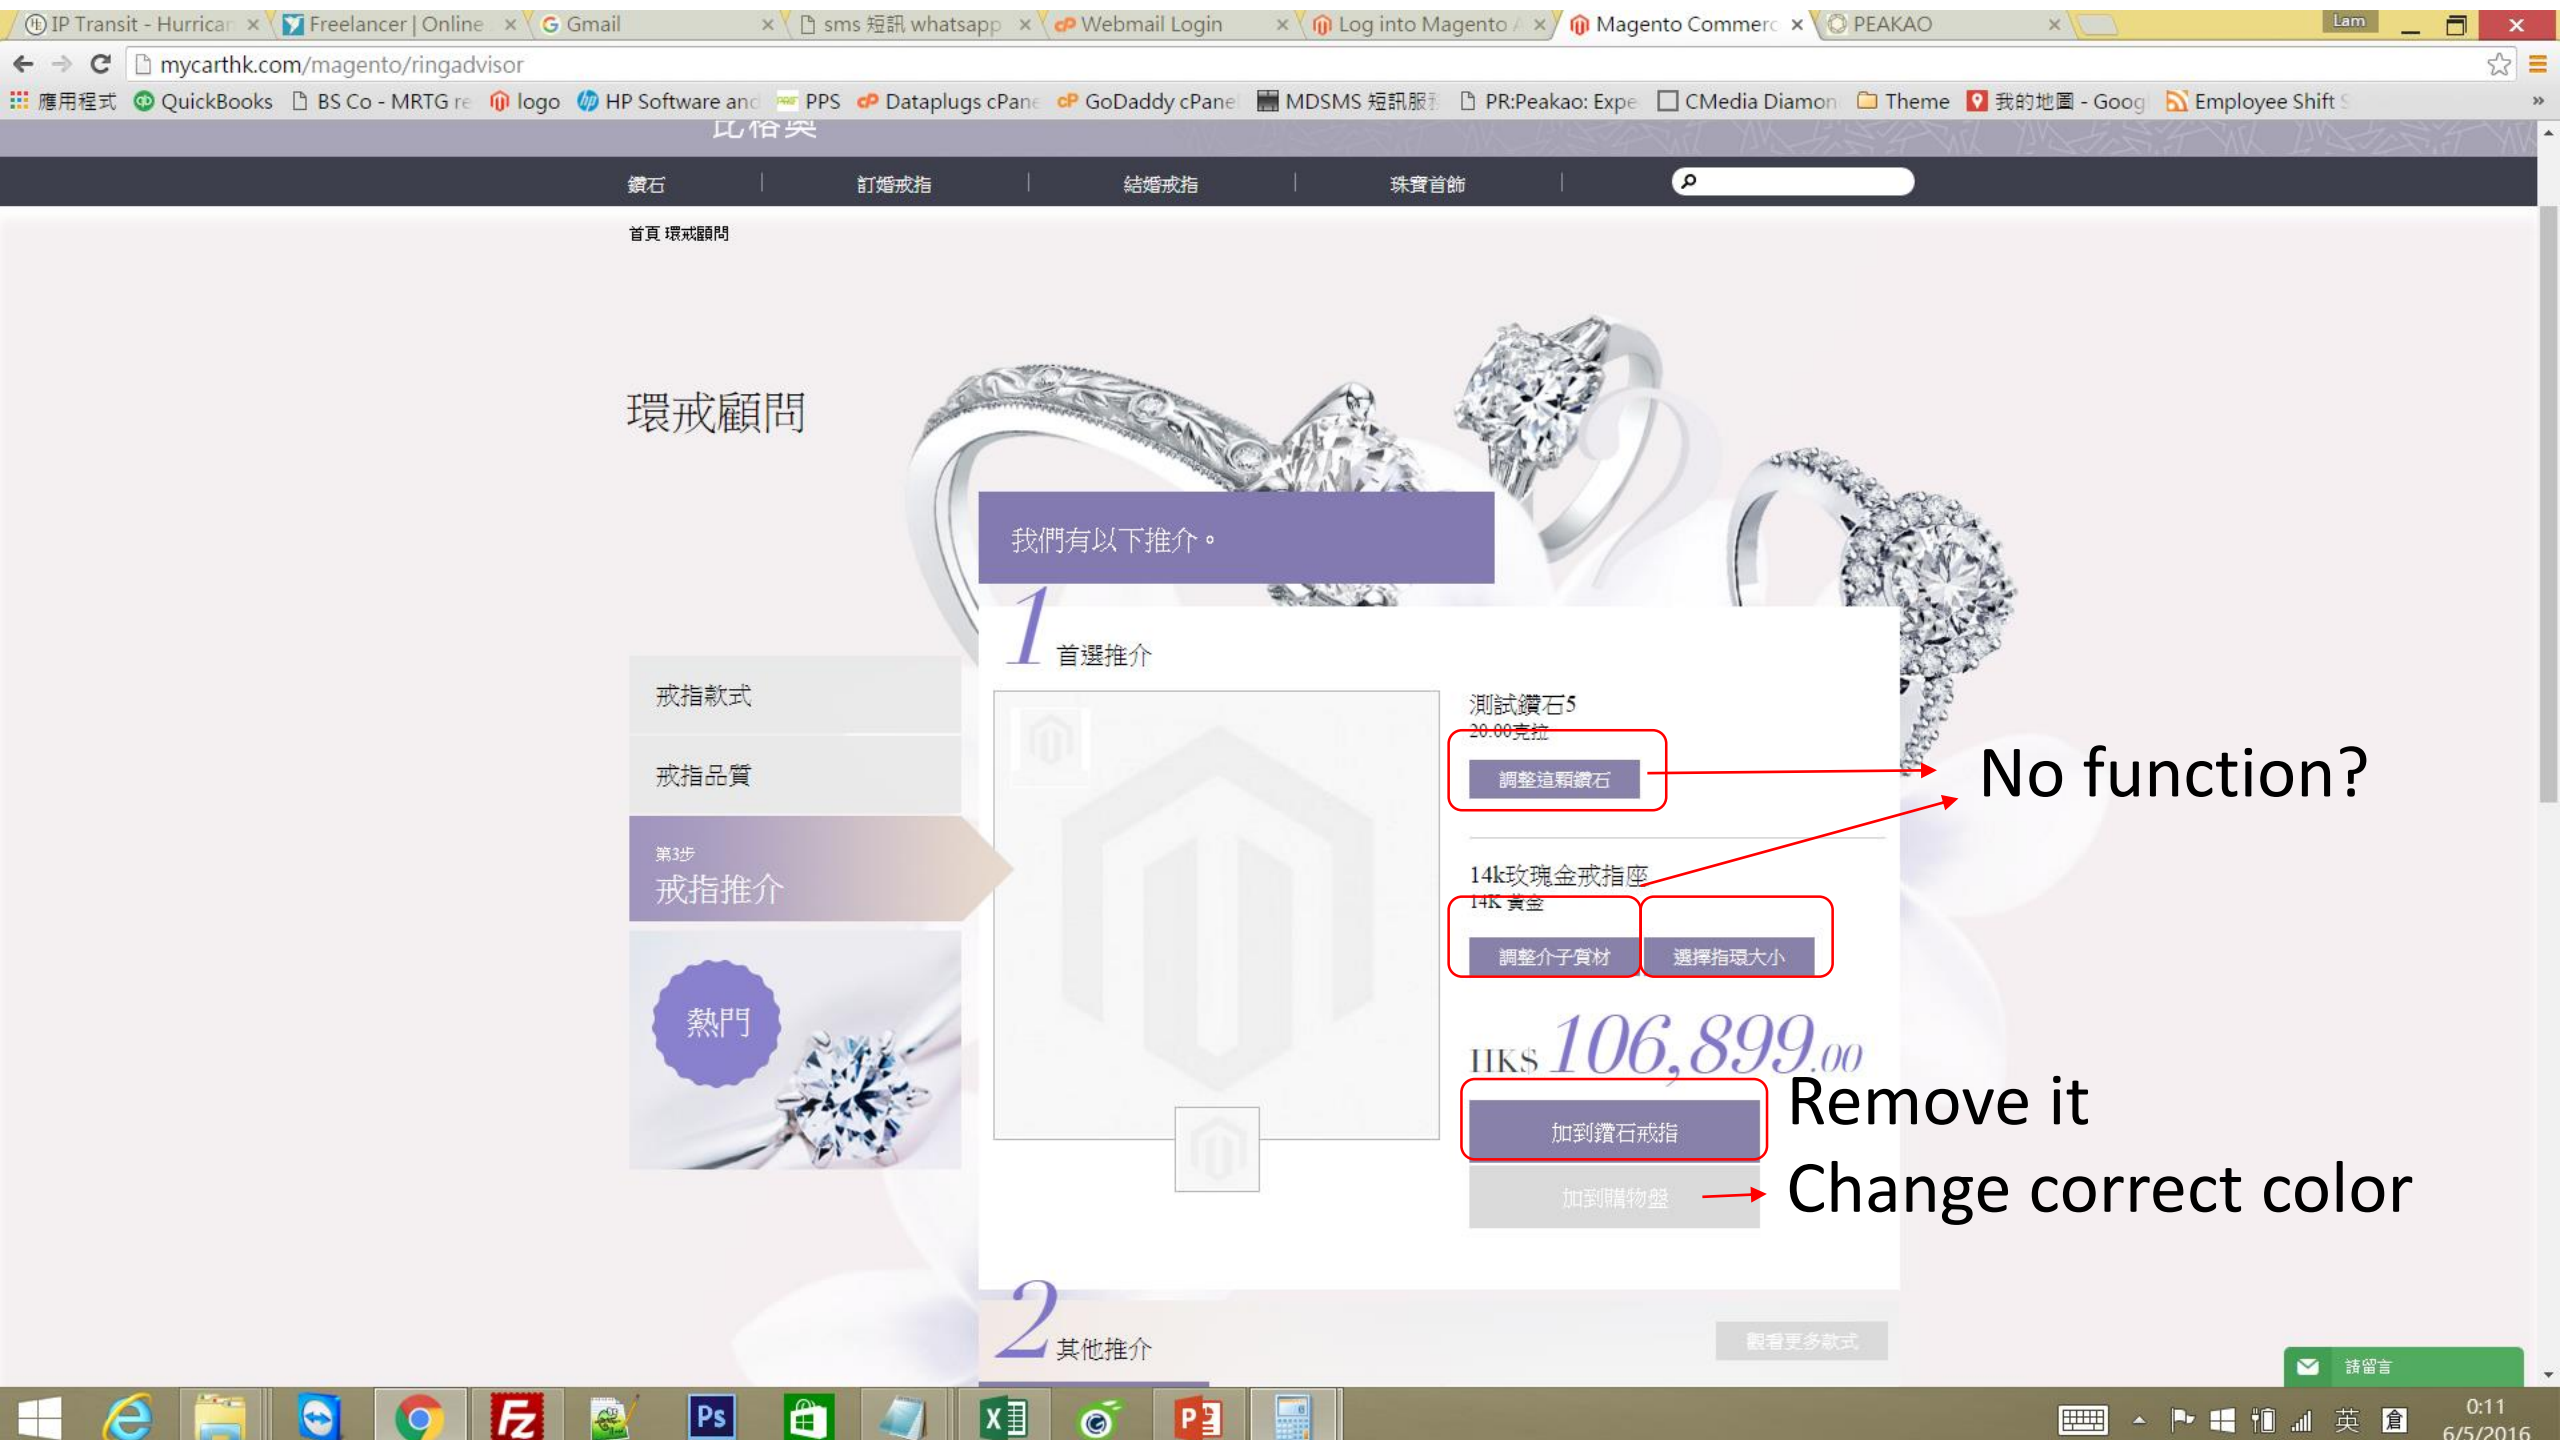 IP Transit - Hurrican
Freelancer | Online
Gmail
sms 短訊 whatsapp
Webmail Login
Log into Magento A
Magento Commerc
PEAKAO
Lam
mycarthk.com/magento/ringadvisor
應用程式
QuickBooks
BS Co - MRTG re
logo
HP Software and
PPS
Dataplugs cPane
GoDaddy cPanel
MDSMS 短訊服務
PR:Peakao: Expe
CMedia Diamon
Theme
我的地圖 - Goog
Employee Shift S
»
比格奧
鑽石
訂婚戒指
結婚戒指
珠寶首飾
首頁 環戒顧問
環戒顧問
我們有以下推介。
1 首選推介
戒指款式
戒指品質
第3步
戒指推介
熱門
測試鑽石5
20.00克拉
調整這顆鑽石
No function?
14k玫瑰金戒指座
14K 黃金
調整介子質材
選擇指環大小
HK$ 106,899.00
加到鑽石戒指
Remove it
加到購物盤
Change correct color
2 其他推介
觀看更多款式
請留言
Ps
英
倉
0:11
6/5/2016